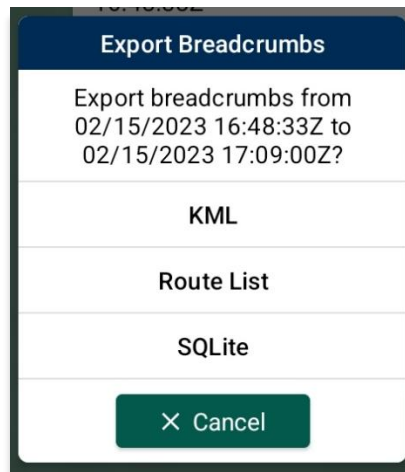 Export Breadcrumbs
Export breadcrumbs from
02/15/2023 16:48:33Z to
02/15/2023 17:09:00Z?
KML
Route List
SQLite
× Cancel